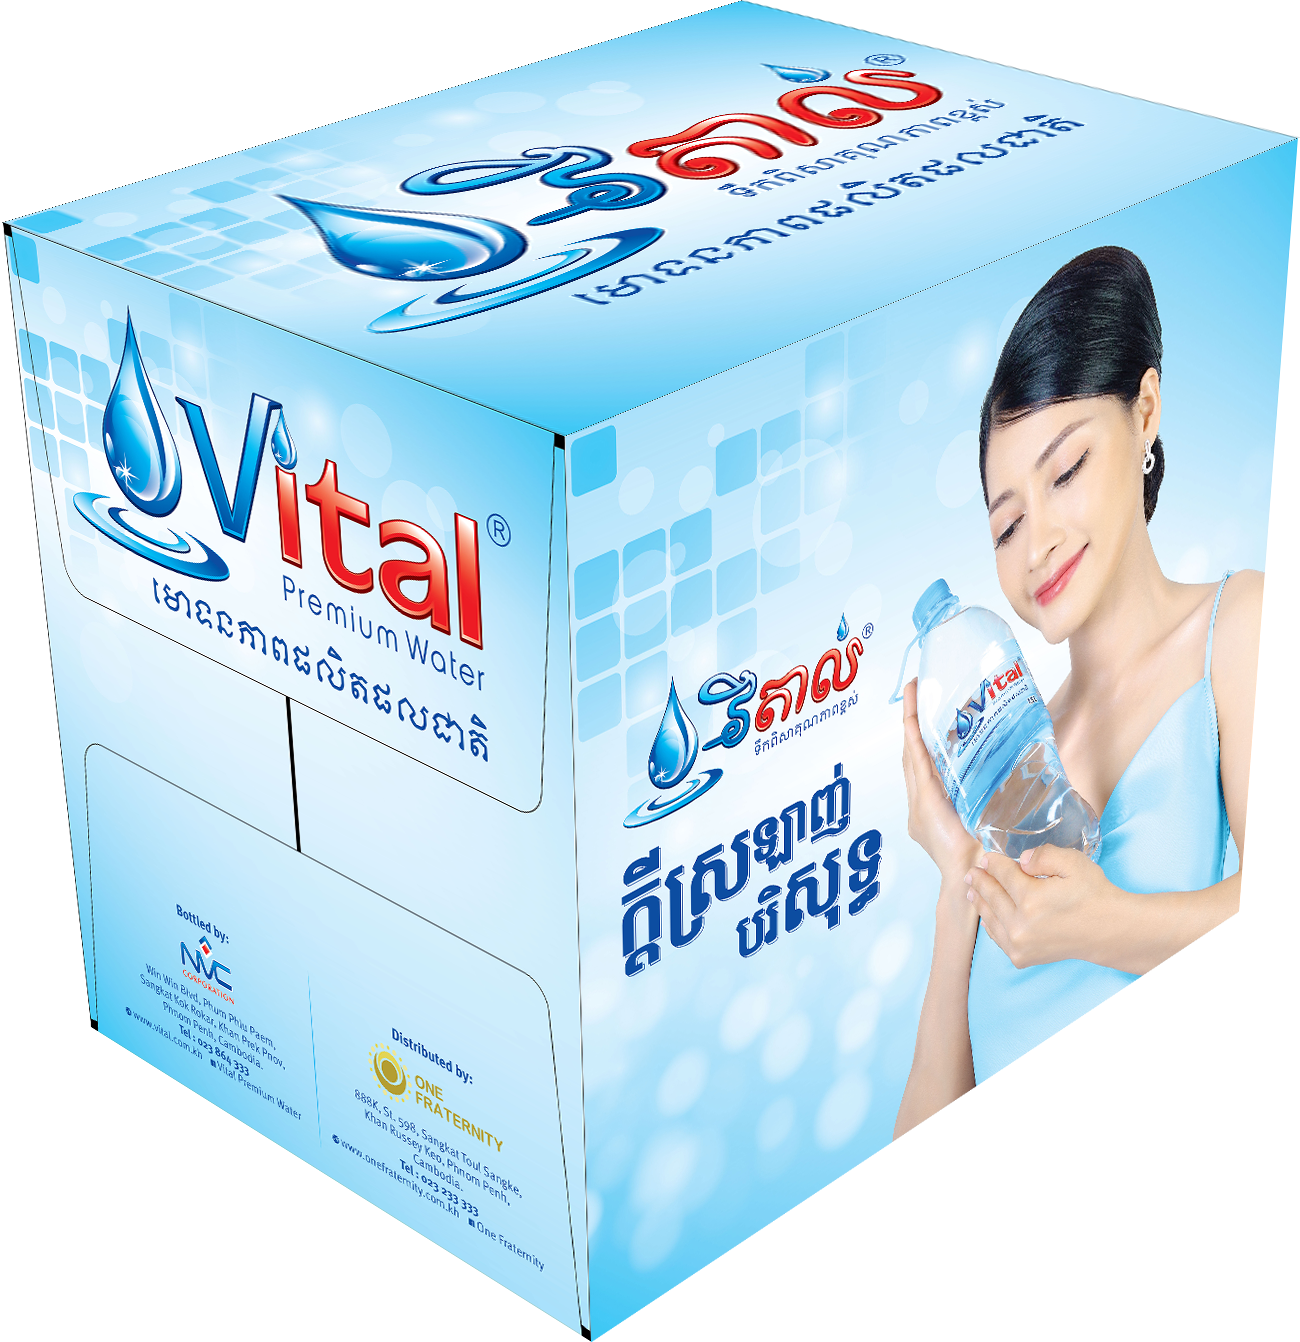 វីតាល់®
ទឹកពិសាគុណភាពខ្ពស់
មោទនភាពផលិតផលជាតិ
Vital®
Premium Water
មោទនភាពផលិតផលជាតិ
Bottled by:
NVC
CORPORATION
Win Win Blvd, Phum Phlu Paem,
Sangkat Kok Rokar, Khan Prek Pnov,
Phnom Penh, Cambodia.
Tel : 023 864 333
www.vital.com.kh Vital Premium Water
Distributed by:
ONE
FRATERNITY
888K, St. 598, Sangkat Toul Sangke,
Khan Russey Keo, Phnom Penh,
Cambodia.
Tel : 023 233 333
www.onefraternity.com.kh One Fraternity
វីតាល់®
ទឹកពិសាគុណភាពខ្ពស់
ក្តីស្រឡាញ់
បរិសុទ្ធ
Vital